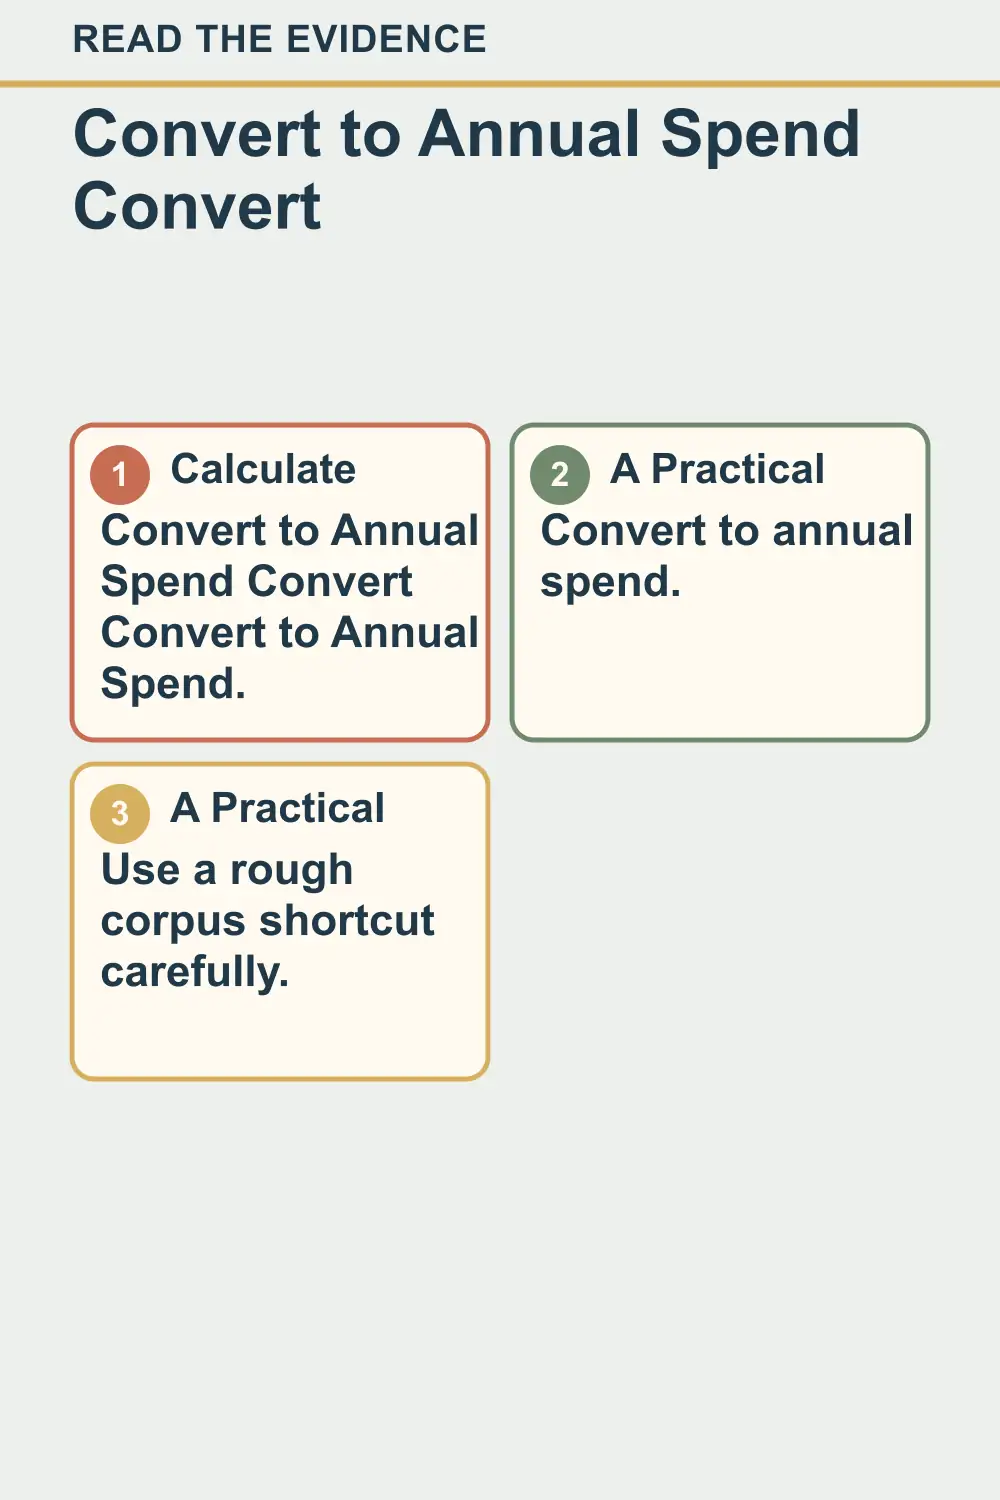 READ THE EVIDENCE
Convert to Annual Spend
Convert
1 Calculate
Convert to Annual
Spend Convert
Convert to Annual
Spend.
2 A Practical
Convert to annual
spend.
3 A Practical
Use a rough
corpus shortcut
carefully.